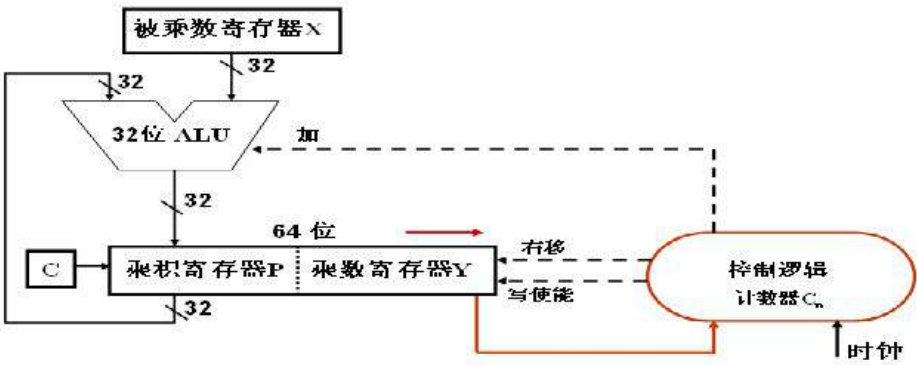 被乘数寄存器X
32
32
32位 ALU
加
32
64 位
C
乘积寄存器P
乘数寄存器Y
右移
写使能
控制逻辑
计数器Cn
32
时钟